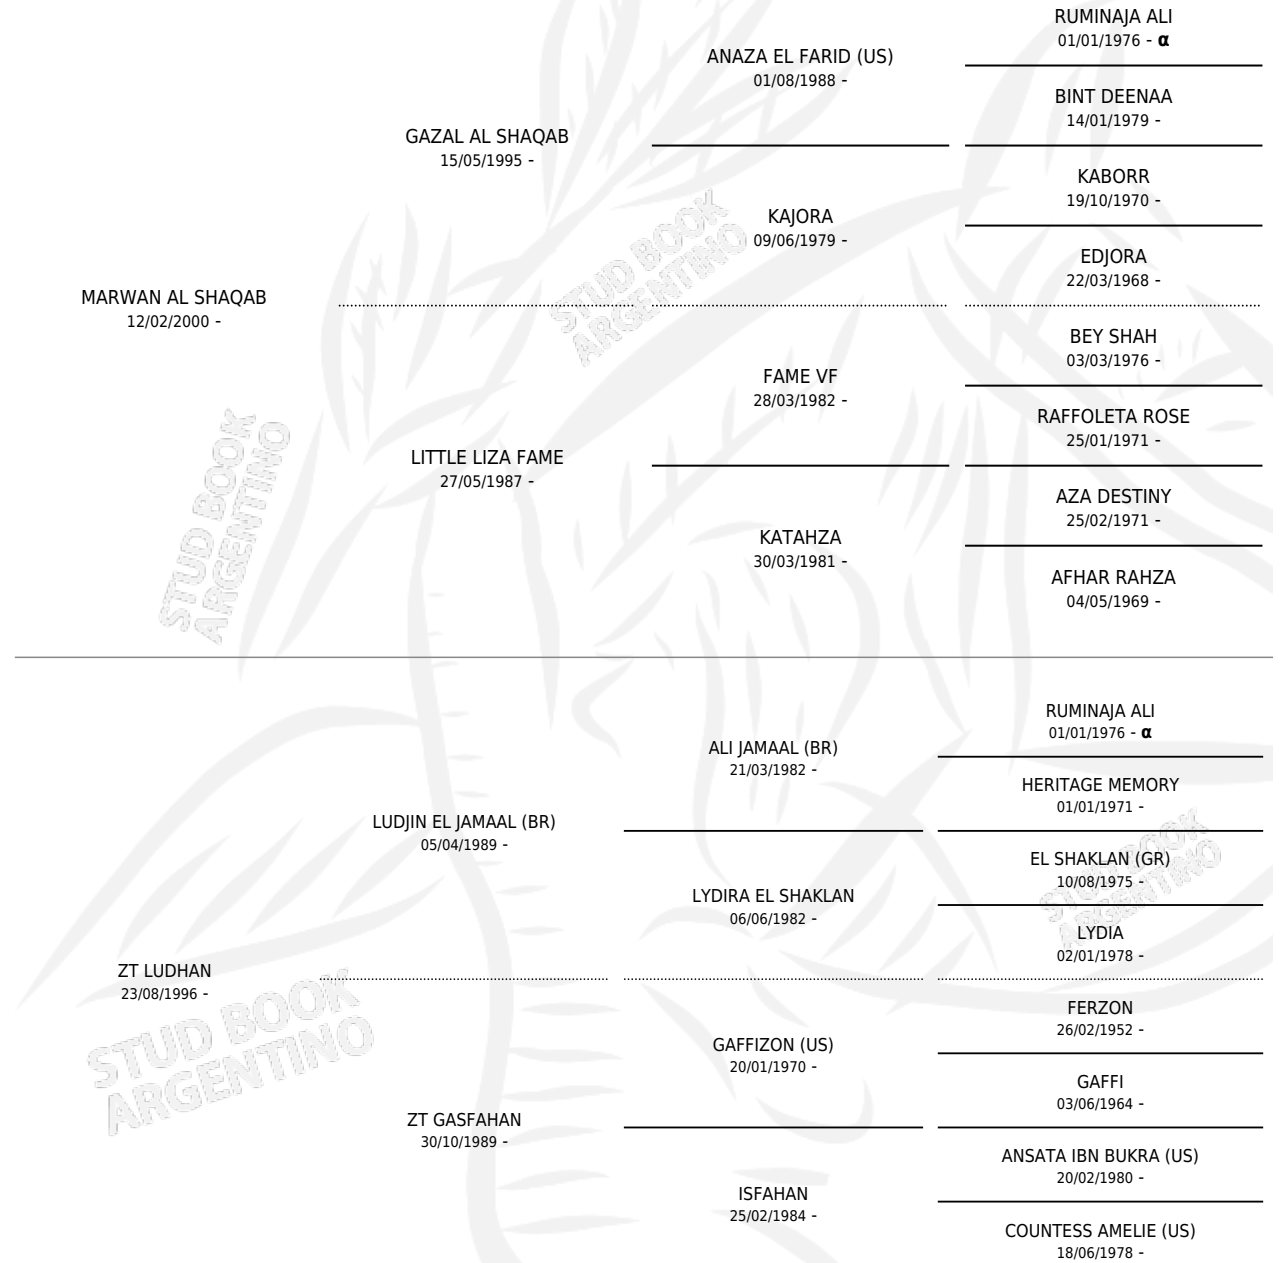 RUMINAJA ALI
01/01/1976 - α
ANAZA EL FARID (US)
01/08/1988 -
BINT DEENAA
14/01/1979 -
GAZAL AL SHAQAB
15/05/1995 -
KABORR
19/10/1970 -
KAJORA
09/06/1979 -
EDJORA
22/03/1968 -
MARWAN AL SHAQAB
12/02/2000 -
BEY SHAH
03/03/1976 -
FAME VF
28/03/1982 -
RAFFOLETA ROSE
25/01/1971 -
LITTLE LIZA FAME
27/05/1987 -
AZA DESTINY
25/02/1971 -
KATAHZA
30/03/1981 -
AFHAR RAHZA
04/05/1969 -
STUD BOOK
ARGENTINO
STUD BOOK
ARGENTINO
RUMINAJA ALI
01/01/1976 - α
ALI JAMAAL (BR)
21/03/1982 -
HERITAGE MEMORY
01/01/1971 -
LUDJIN EL JAMAAL (BR)
05/04/1989 -
EL SHAKLAN (GR)
10/08/1975 -
LYDIRA EL SHAKLAN
06/06/1982 -
LYDIA
02/01/1978 -
ZT LUDHAN
23/08/1996 -
FERZON
26/02/1952 -
GAFFIZON (US)
20/01/1970 -
GAFFI
03/06/1964 -
ZT GASFAHAN
30/10/1989 -
ANSATA IBN BUKRA (US)
20/02/1980 -
ISFAHAN
25/02/1984 -
COUNTESS AMELIE (US)
18/06/1978 -
STUD BOOK
ARGENTINO
STUD BOOK
ARGENTINO